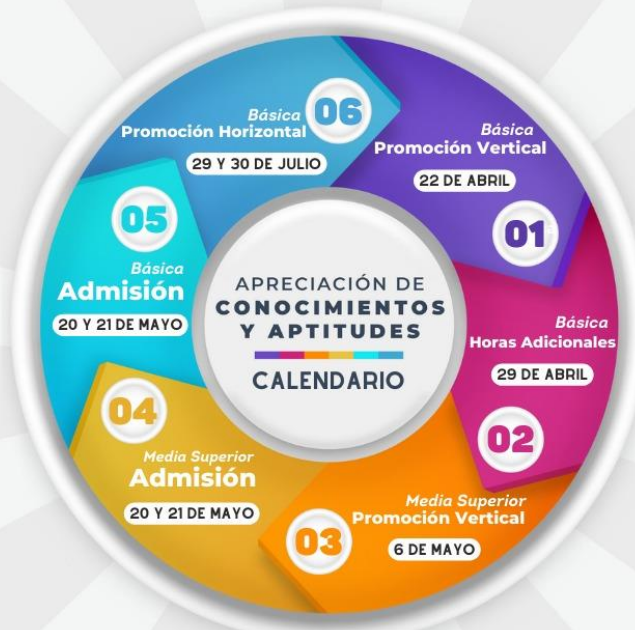 APRECIACIÓN DE
CONOCIMIENTOS
Y APTITUDES
CALENDARIO
01
Básica
Promoción Vertical
22 DE ABRIL
02
Básica
Horas Adicionales
29 DE ABRIL
03
Media Superior
Promoción Vertical
6 DE MAYO
04
Media Superior
Admisión
20 Y 21 DE MAYO
05
Básica
Admisión
20 Y 21 DE MAYO
06
Básica
Promoción Horizontal
29 Y 30 DE JULIO